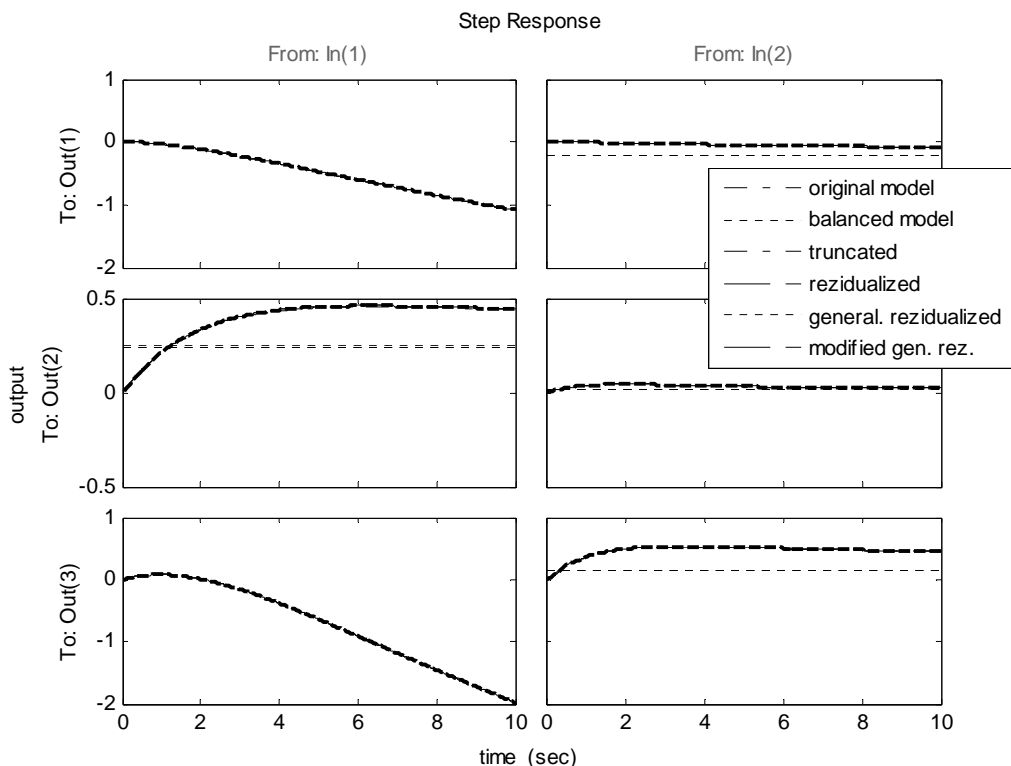 Step Response
From: In(1)
From: In(2)
To: Out(1)
1
0
-1
-2
original model
balanced model
truncated
rezidualized
general. rezidualized
modified gen. rez.
output
To: Out(2)
0.5
0
-0.5
To: Out(3)
1
0
-1
-2
0 2 4 6 8 10
0 2 4 6 8 10
time (sec)